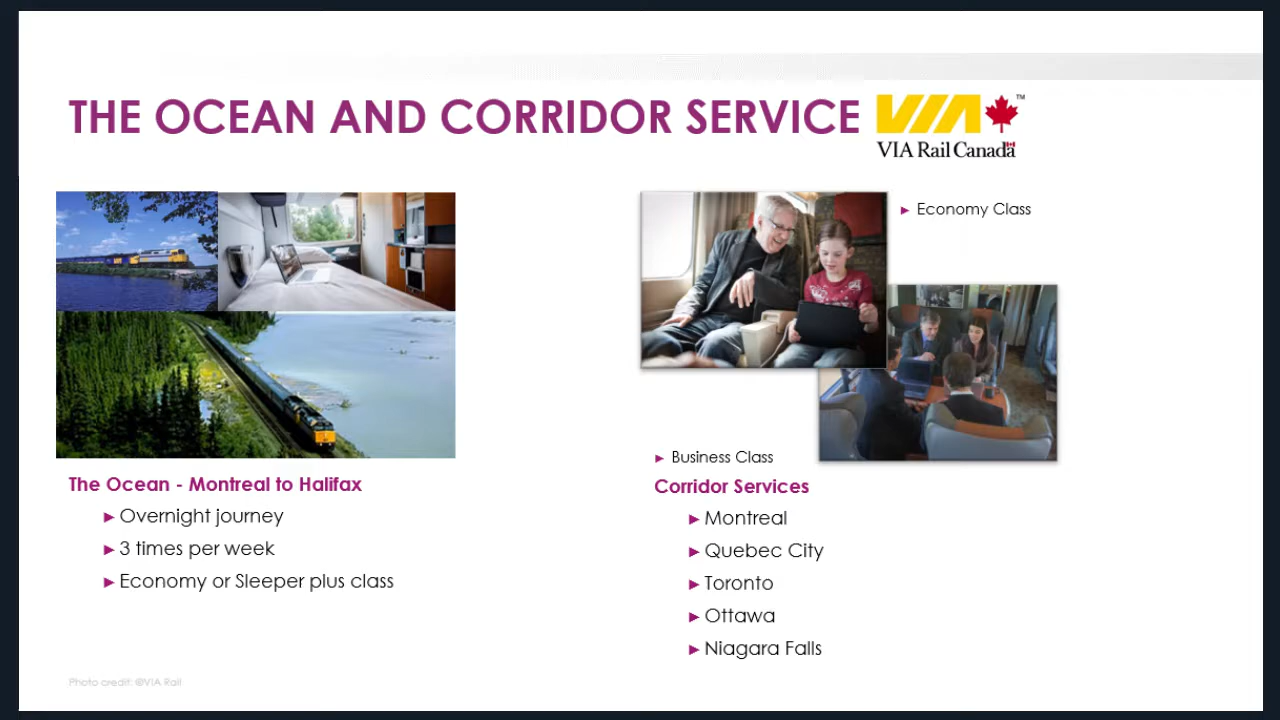 THE OCEAN AND CORRIDOR SERVICE
VIA
TM
VIA Rail Canada
► Economy Class
► Business Class
The Ocean - Montreal to Halifax
► Overnight journey
► 3 times per week
► Economy or Sleeper plus class
Corridor Services
► Montreal
► Quebec City
► Toronto
► Ottawa
► Niagara Falls
Photo credit: @VIA Rail